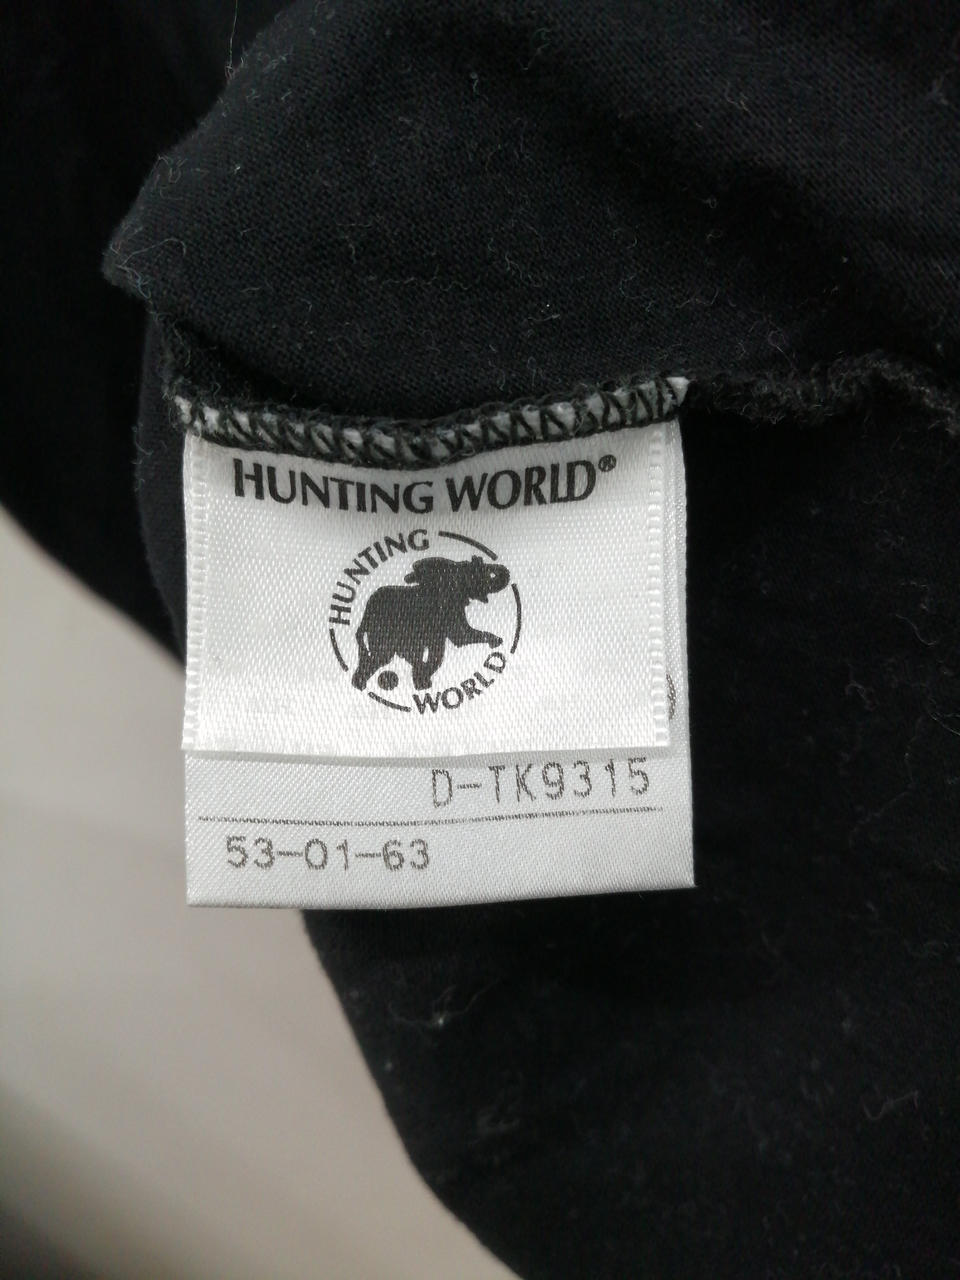 HUNTING WORLD®
HUNTING
WORLD
D-TK9315
53-01-63